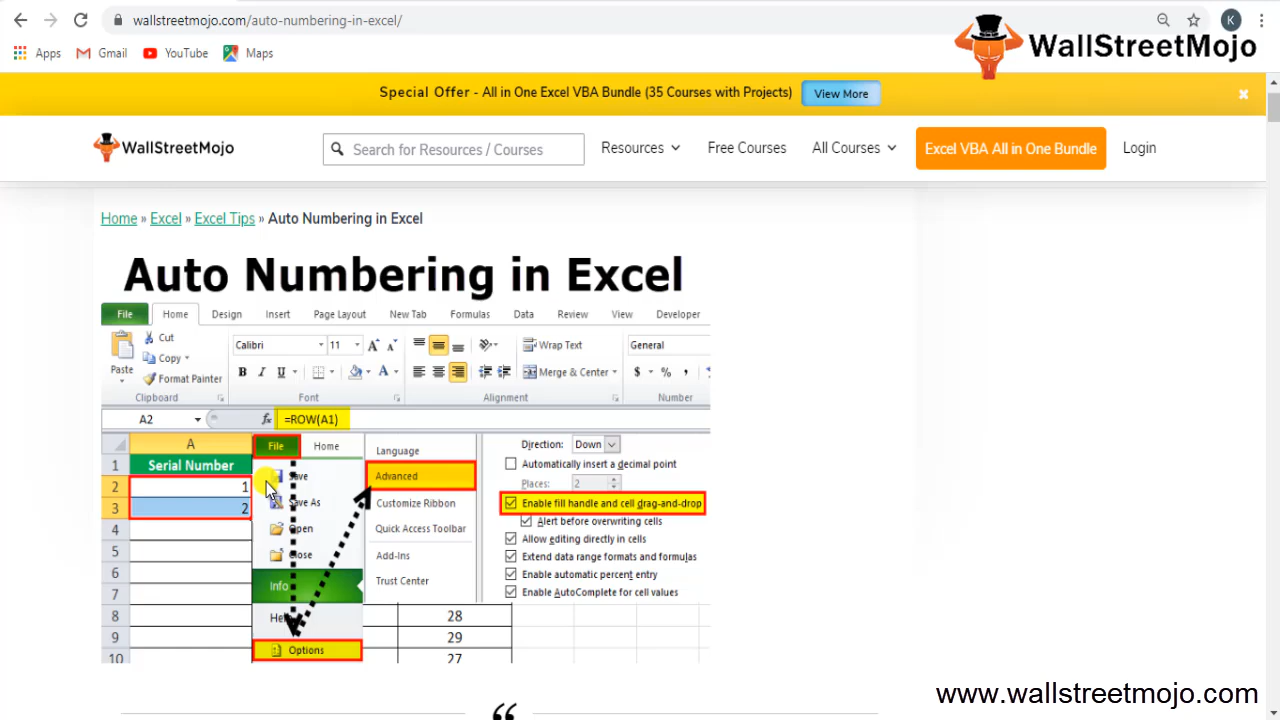 wallstreetmojo.com/auto-numbering-in-excel/
K
Apps Gmail YouTube Maps
WallStreetMojo
Special Offer - All in One Excel VBA Bundle (35 Courses with Projects) View More
WallStreetMojo
Search for Resources / Courses
Resources Free Courses All Courses Excel VBA All in One Bundle Login
Home » Excel » Excel Tips » Auto Numbering in Excel
Auto Numbering in Excel
File Home Design Insert Page Layout New Tab Formulas Data Review View Developer
Cut
Copy
Format Painter
Paste
Clipboard
Calibri 11
B I U
Font
Wrap Text
Merge & Center
Alignment
General
$ % ,
Number
A2 fx =ROW(A1)
A
1 Serial Number
2 1
3 2
4
5
6
7
8 28
9 29
10 27
File Home
Save
Save As
Open
Close
Info
Help
Options
Language
Advanced
Customize Ribbon
Quick Access Toolbar
Add-Ins
Trust Center
Direction: Down
Automatically insert a decimal point
Places: 2
Enable fill handle and cell drag-and-drop
Alert before overwriting cells
Allow editing directly in cells
Extend data range formats and formulas
Enable automatic percent entry
Enable AutoComplete for cell values
“
www.wallstreetmojo.com